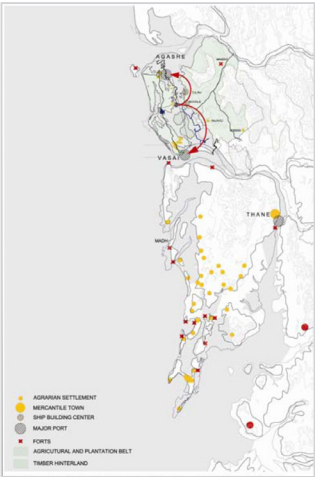 AGASHE
VASAI
THANE
MADH
AGRARIAN SETTLEMENT
MERCANTILE TOWN
SHIP BUILDING CENTER
MAJOR PORT
FORTS
AGRICUTURAL AND PLANTATION BELT
TIMBER HINTERLAND